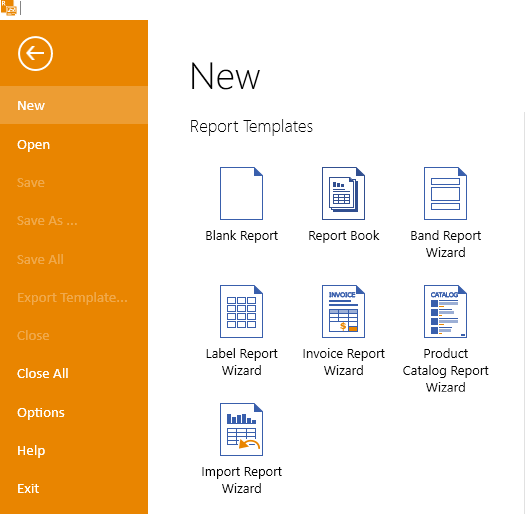 New
Open
Save
Save As ...
Save All
Export Template...
Close
Close All
Options
Help
Exit
New
Report Templates
Blank Report
Report Book
Band Report
Wizard
Label Report
Wizard
INVOICE
$
Invoice Report
Wizard
CATALOG
Product
Catalog Report
Wizard
Import Report
Wizard